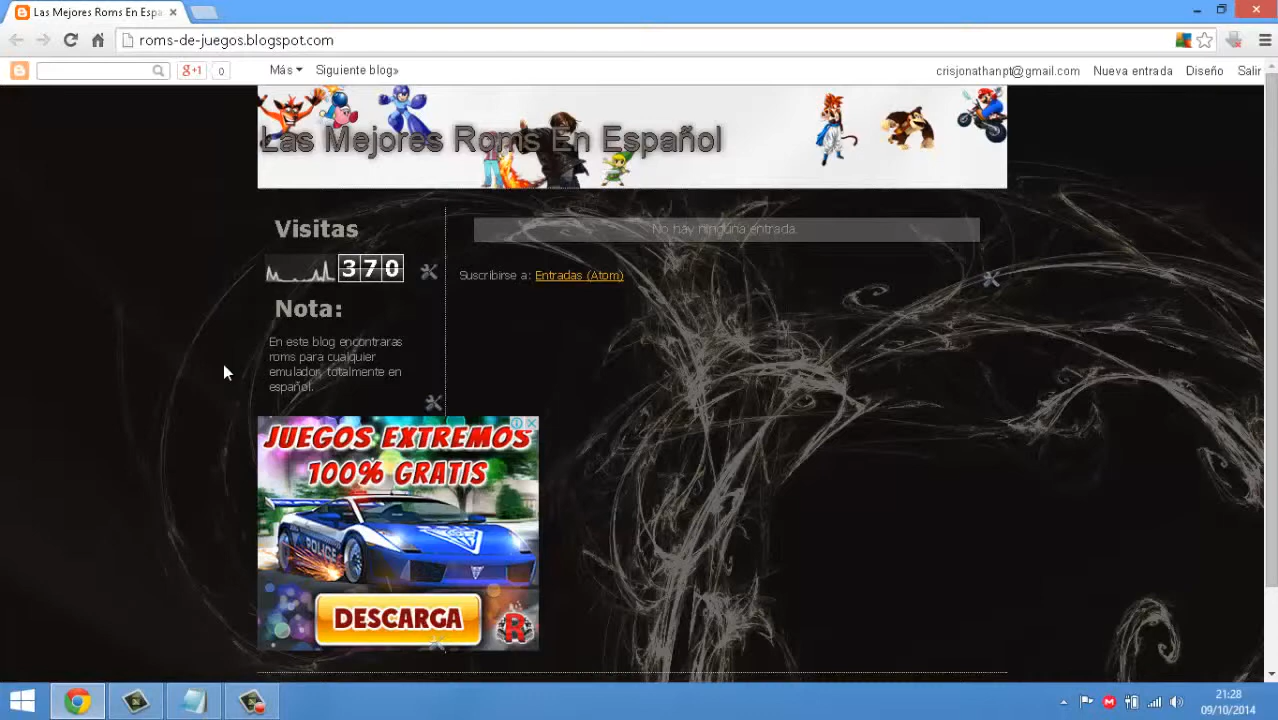 Las Mejores Roms En Espa
roms-de-juegos.blogspot.com
g+1
0
Más
Siguiente blog»
crisjonathanpt@gmail.com
Nueva entrada
Diseño
Salir
Las Mejores Roms En Español
Visitas
370
Nota:
En este blog encontraras
roms para cualquier
emulador, totalmente en
español.
No hay ninguna entrada.
Suscribirse a: Entradas (Atom)
JUEGOS EXTREMOS
100% GRATIS
POLICE
DESCARGA
R
21:28
09/10/2014